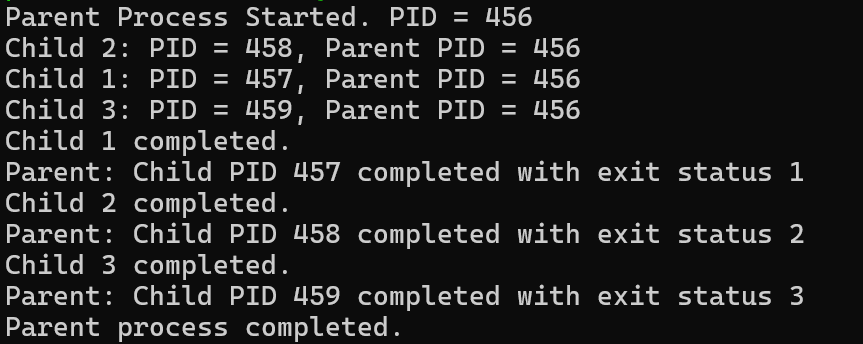 Parent Process Started. PID = 456
Child 2: PID = 458, Parent PID = 456
Child 1: PID = 457, Parent PID = 456
Child 3: PID = 459, Parent PID = 456
Child 1 completed.
Parent: Child PID 457 completed with exit status 1
Child 2 completed.
Parent: Child PID 458 completed with exit status 2
Child 3 completed.
Parent: Child PID 459 completed with exit status 3
Parent process completed.